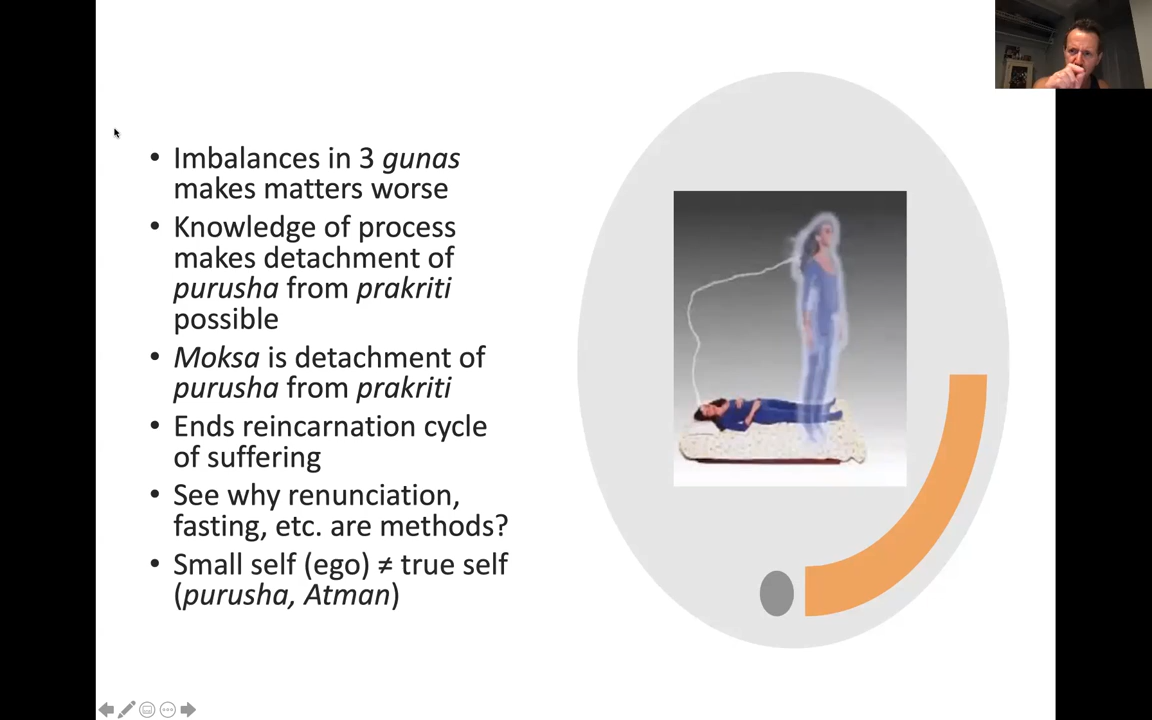 • Imbalances in 3 gunas
makes matters worse
• Knowledge of process
makes detachment of
purusha from prakriti
possible
• Moksa is detachment of
purusha from prakriti
• Ends reincarnation cycle
of suffering
• See why renunciation,
fasting, etc. are methods?
• Small self (ego) ≠ true self
(purusha, Atman)